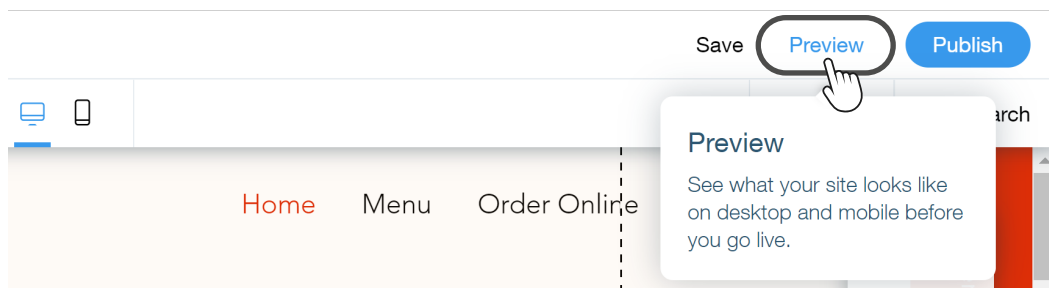 Save Preview Publish
arch
Preview
See what your site looks like
on desktop and mobile before
you go live.
Home Menu Order Online